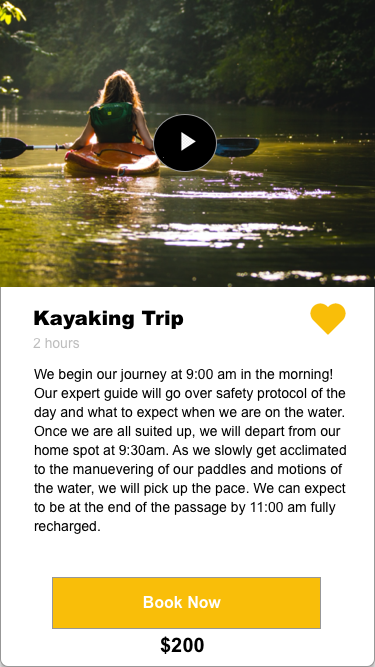 Kayaking Trip
2 hours
We begin our journey at 9:00 am in the morning!
Our expert guide will go over safety protocol of the
day and what to expect when we are on the water.
Once we are all suited up, we will depart from our
home spot at 9:30am. As we slowly get acclimated
to the manuevering of our paddles and motions of
the water, we will pick up the pace. We can expect
to be at the end of the passage by 11:00 am fully
recharged.
Book Now
$200